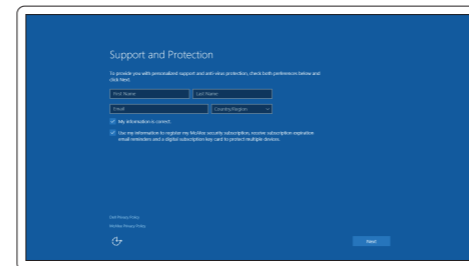 Support and Protection
To provide you with personalized support and anti-virus protection, check both preferences below and
click Next.
First Name
Last Name
Email
Country/Region
My information is correct.
Use my information to register my McAfee security subscription, receive subscription expiration
email reminders and a digital subscription key card to protect multiple devices.
Dell Privacy Policy
McAfee Privacy Policy
Next